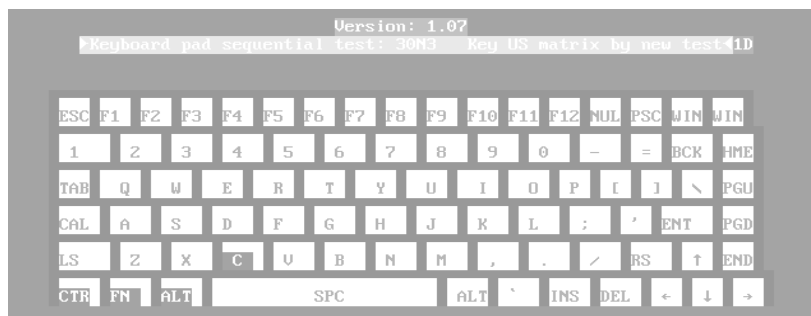 Version: 1.07
►Keyboard pad sequential test: 30N3 Key US matrix by new test◄1D
ESC F1 F2 F3 F4 F5 F6 F7 F8 F9 F10 F11 F12 NUL PSC WIN WIN
1 2 3 4 5 6 7 8 9 0 - = BCK HME
TAB Q W E R T Y U I O P [ ] \ PGU
CAL A S D F G H J K L ; ' ENT PGD
LS Z X C V B N M , . / RS ↑ END
CTR FN ALT SPC ALT ` INS DEL ← ↓ →